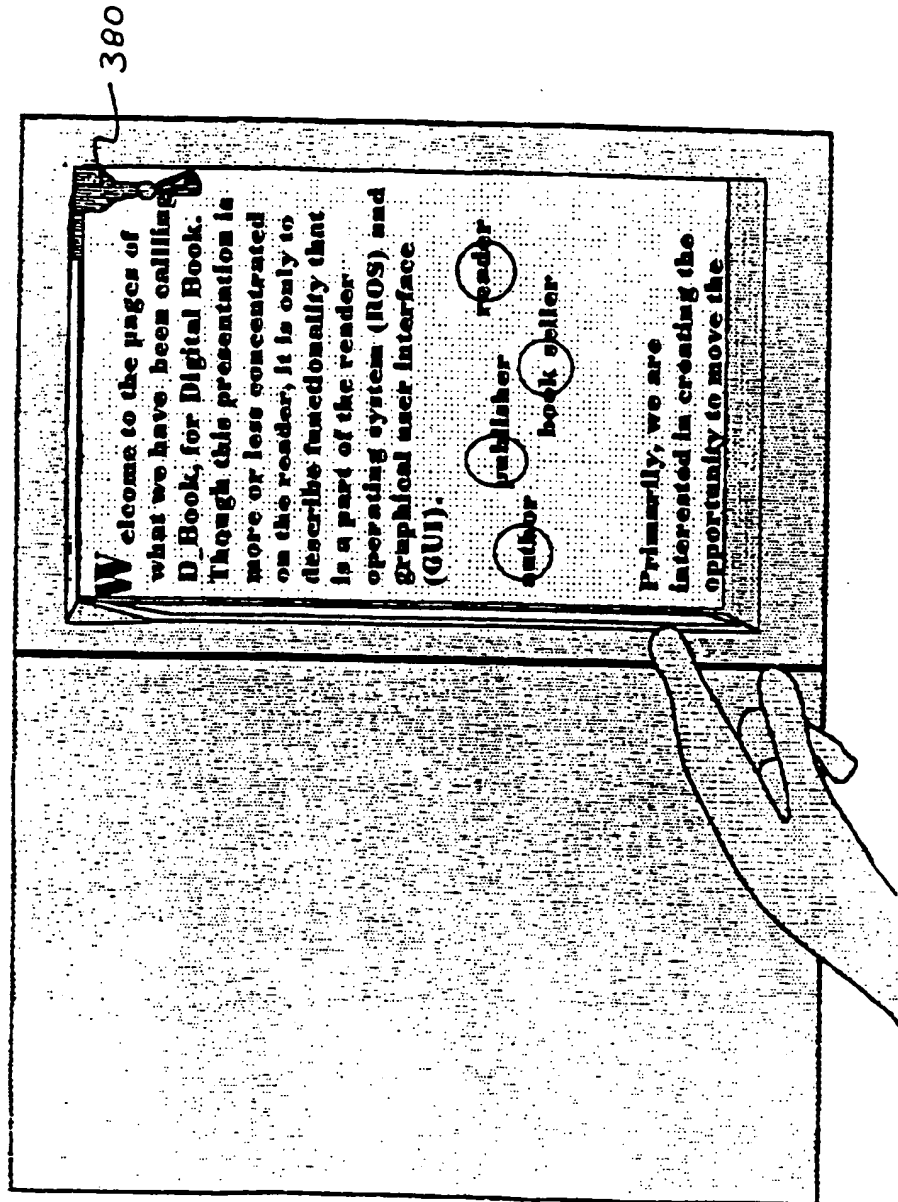 380
Welcome to the pages of
what we have been calling
D_Book, for Digital Book.
Though this presentation is
more or less concentrated
on the reader, it is only to
describe functionality that
is a part of the reader
operating system (ROS) and
graphical user interface
(GUI).
author publisher reader
book seller
Primarily, we are
interested in creating the
opportunity to move the